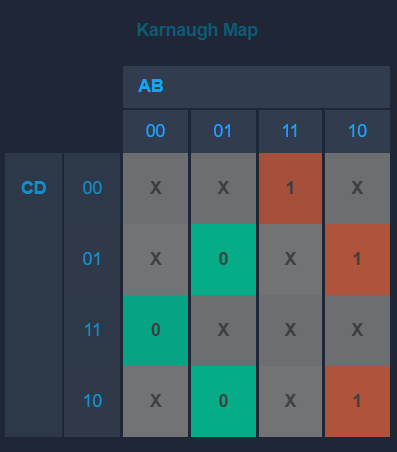 Karnaugh Map
AB
00 01 11 10
CD 00 X X 1 X
01 X 0 X 1
11 0 X X X
10 X 0 X 1